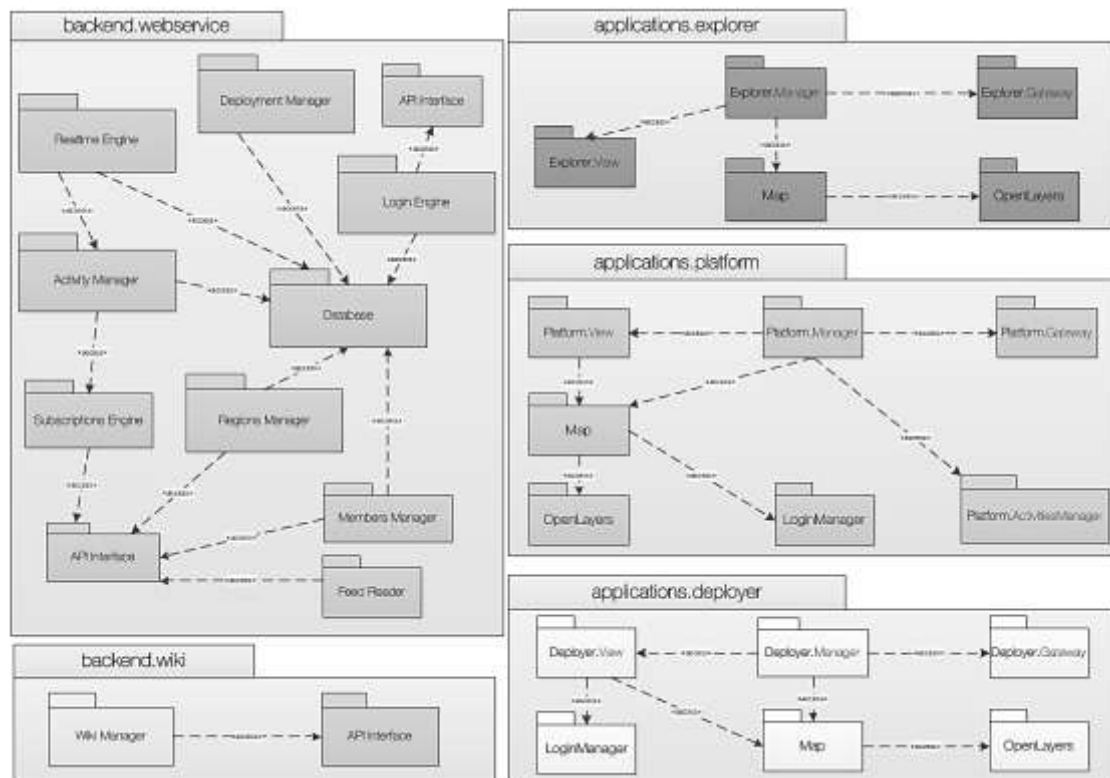 backend.webservice
Deployment Manager
API Interface
Realtime Engine
Login Engine
Activity Manager
Database
Subscriptions Engine
Regions Manager
Members Manager
API Interface
Feed Reader
backend.wiki
Wiki Manager
API Interface
applications.explorer
Explorer.Manager
Explorer.Gateway
Explorer.View
Map
OpenLayers
applications.platform
Platform.View
Platform.Manager
Platform.Gateway
Map
OpenLayers
LoginManager
Platform.ActivitiesManager
applications.deployer
Deployer.View
Deployer.Manager
Deployer.Gateway
LoginManager
Map
OpenLayers